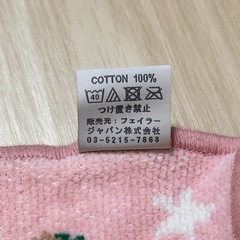 COTTON 100%
40
つけ置き禁止
販売元：フェイラー
ジャパン株式会社
03-5215-7868